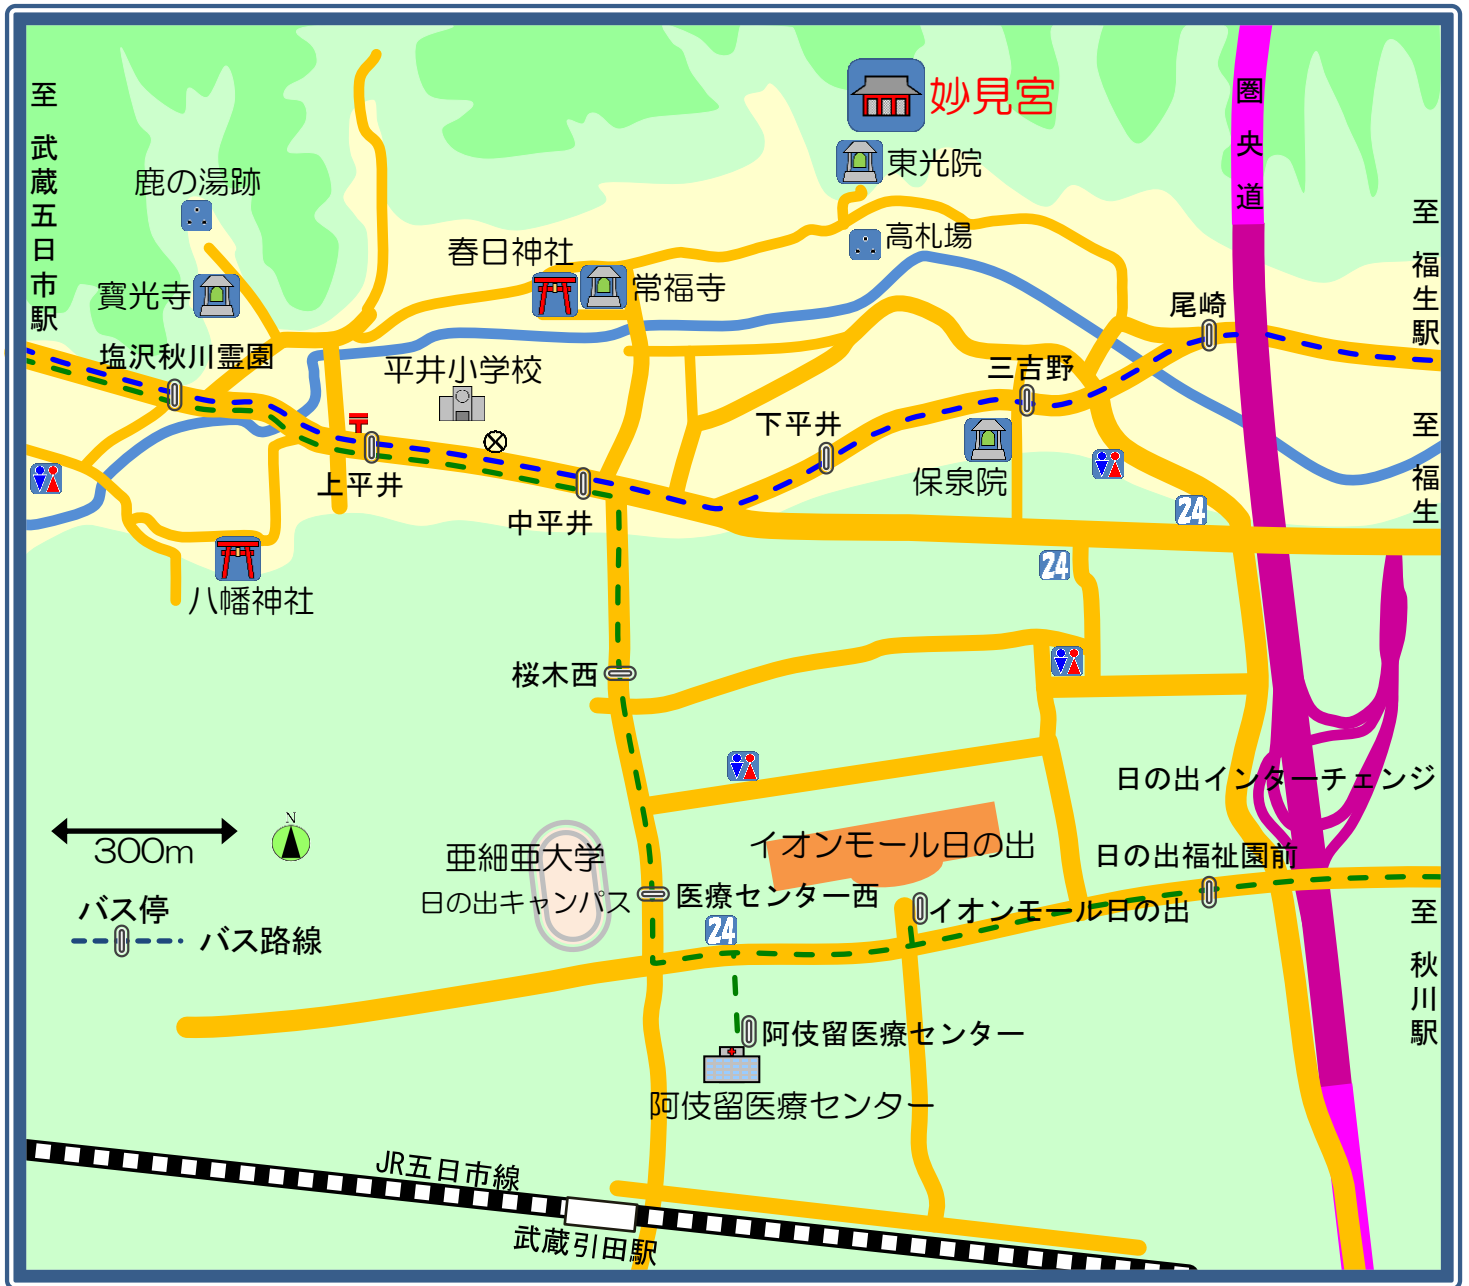 妙見宮
東光院
高札場
圏央道
至 武蔵五日市駅
鹿の湯跡
寳光寺
春日神社
常福寺
至 福生駅
尾崎
塩沢秋川霊園
平井小学校
三吉野
下平井
至 福生
上平井
保泉院
24
中平井
24
八幡神社
桜木西
日の出インターチェンジ
N
300m
イオンモール日の出
亜細亜大学
日の出キャンパス
日の出福祉園前
医療センター西
イオンモール日の出
バス停
24
バス路線
至 秋川駅
阿伎留医療センター
阿伎留医療センター
JR五日市線
武蔵引田駅